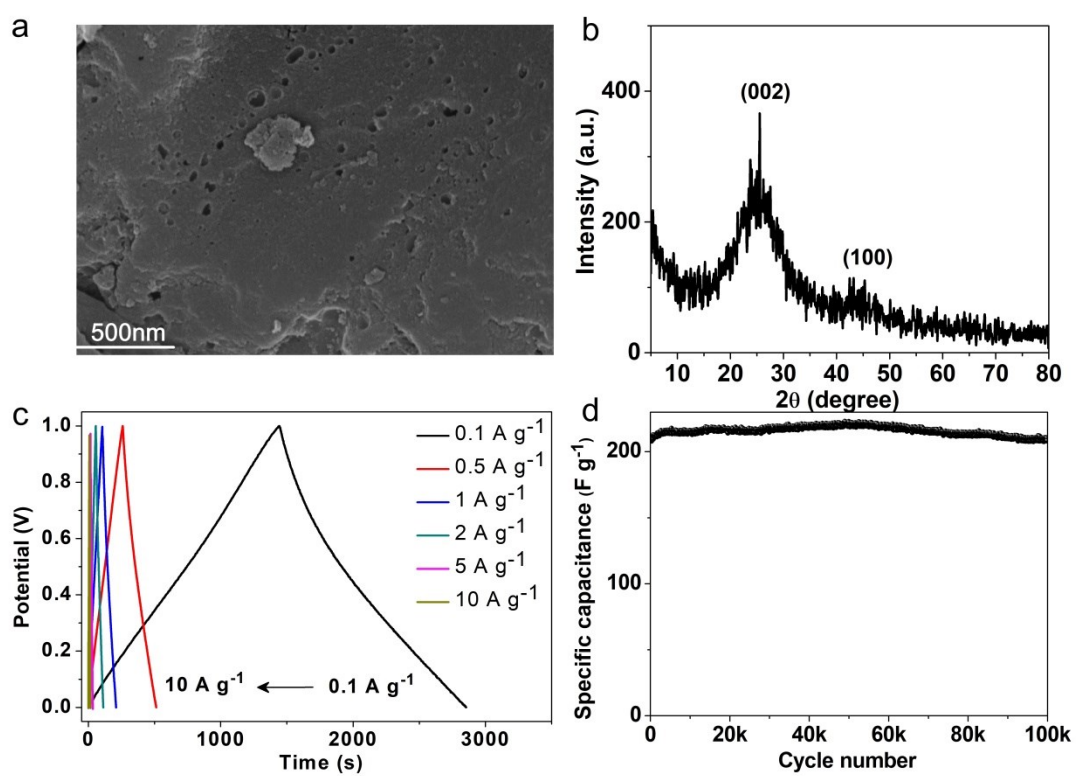 a
500nm
b
400
200
0
Intensity (a.u.)
(002)
(100)
10 20 30 40 50 60 70 80
2θ (degree)
c
1.0
0.8
0.6
0.4
0.2
0.0
Potential (V)
0.1 A g-1
0.5 A g-1
1 A g-1
2 A g-1
5 A g-1
10 A g-1
10 A g-1 ← 0.1 A g-1
0 1000 2000 3000
Time (s)
d
200
100
0
Specific capacitance (F g-1)
0 20k 40k 60k 80k 100k
Cycle number